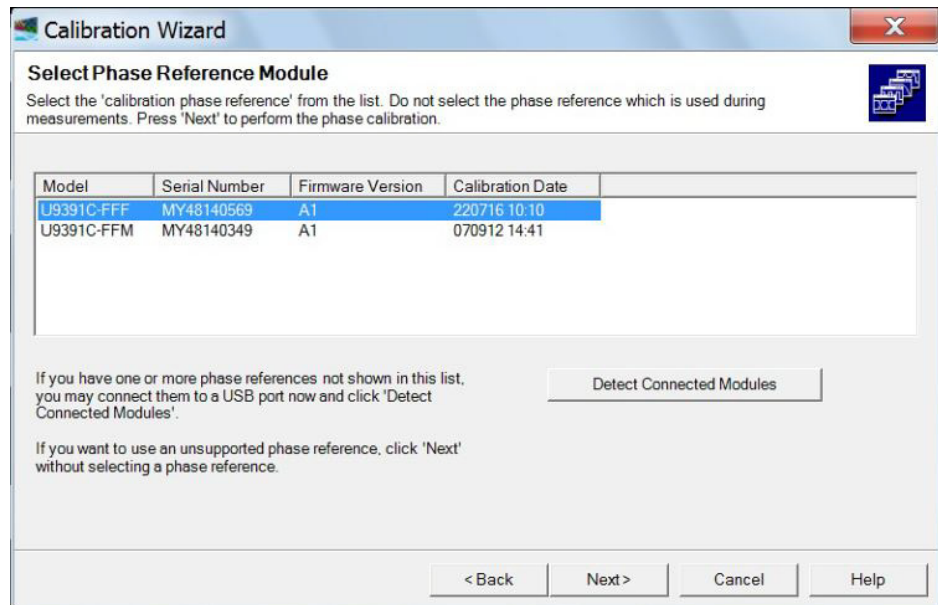 Calibration Wizard
Select Phase Reference Module
Select the 'calibration phase reference' from the list. Do not select the phase reference which is used during
measurements. Press 'Next' to perform the phase calibration.
Model Serial Number Firmware Version Calibration Date
U9391C-FFF MY48140569 A1 220716 10:10
U9391C-FFM MY48140349 A1 070912 14:41
If you have one or more phase references not shown in this list,
you may connect them to a USB port now and click 'Detect
Connected Modules'.
Detect Connected Modules
If you want to use an unsupported phase reference, click 'Next'
without selecting a phase reference.
< Back Next > Cancel Help